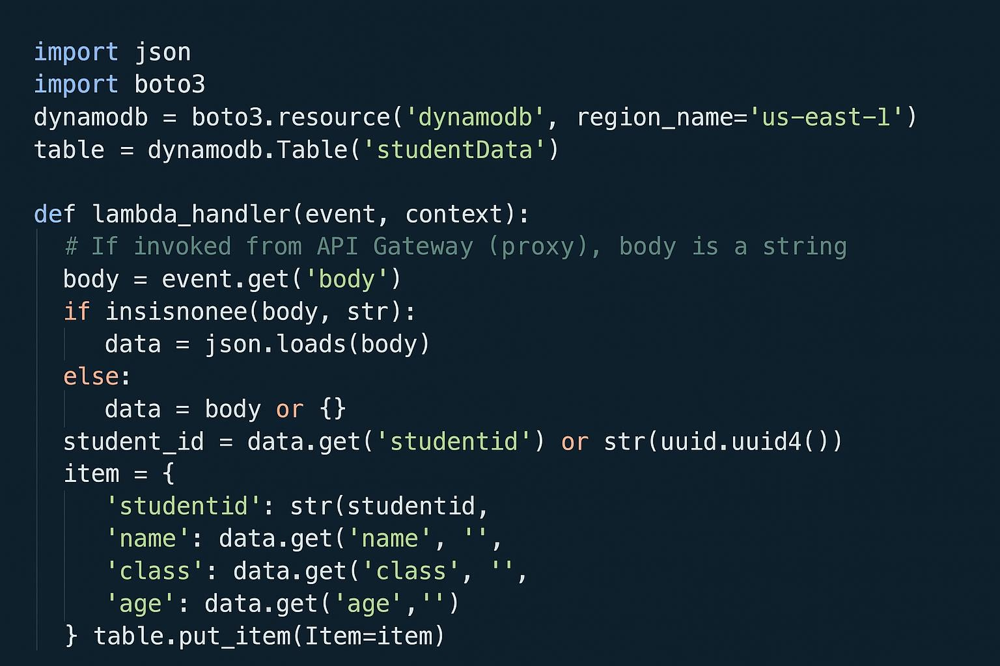 import json
import boto3
dynamodb = boto3.resource('dynamodb', region_name='us-east-1')
table = dynamodb.Table('studentData')

def lambda_handler(event, context):
    # If invoked from API Gateway (proxy), body is a string
    body = event.get('body')
    if insisnonee(body, str):
        data = json.loads(body)
    else:
        data = body or {}
    student_id = data.get('studentid') or str(uuid.uuid4())
    item = {
        'studentid': str(studentid,
        'name': data.get('name', '',
        'class': data.get('class', '',
        'age': data.get('age','')
    } table.put_item(Item=item)